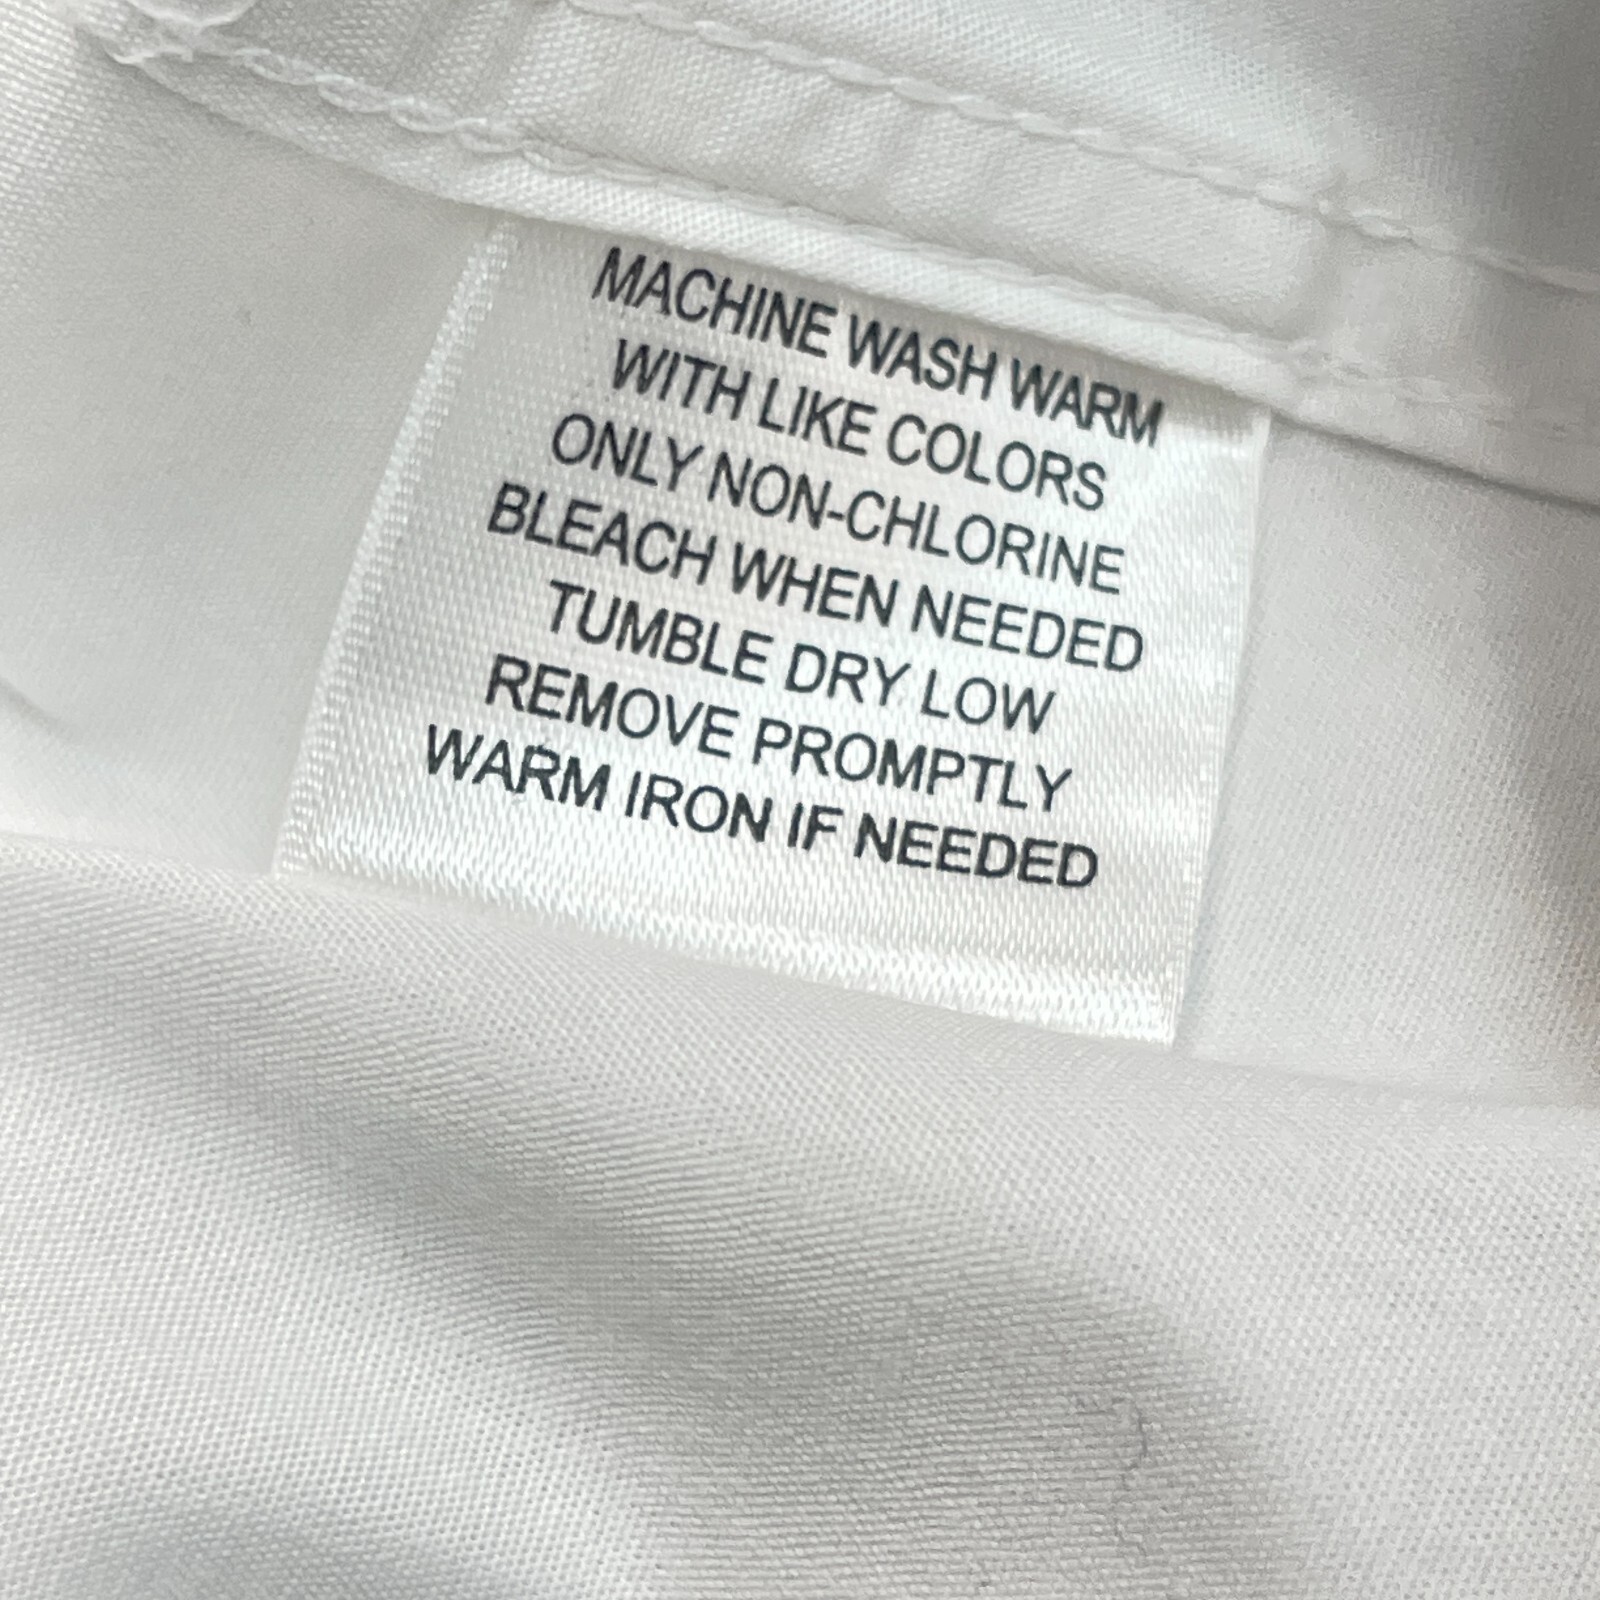 MACHINE WASH WARM
WITH LIKE COLORS
ONLY NON-CHLORINE
BLEACH WHEN NEEDED
TUMBLE DRY LOW
REMOVE PROMPTLY
WARM IRON IF NEEDED